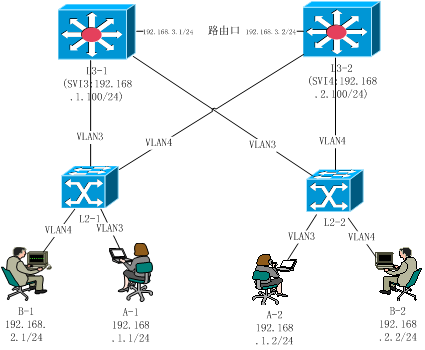 192.168.3.1/24 路由口 192.168.3.2/24
L3-1
(SVI3:192.168
.1.100/24)
L3-2
(SVI4:192.168
.2.100/24)
VLAN3
VLAN4
VLAN3
VLAN4
L2-1
L2-2
VLAN4
VLAN3
VLAN3
VLAN4
B-1
192.168.
2.1/24
A-1
192.168
.1.1/24
A-2
192.168
.1.2/24
B-2
192.168
.2.2/24